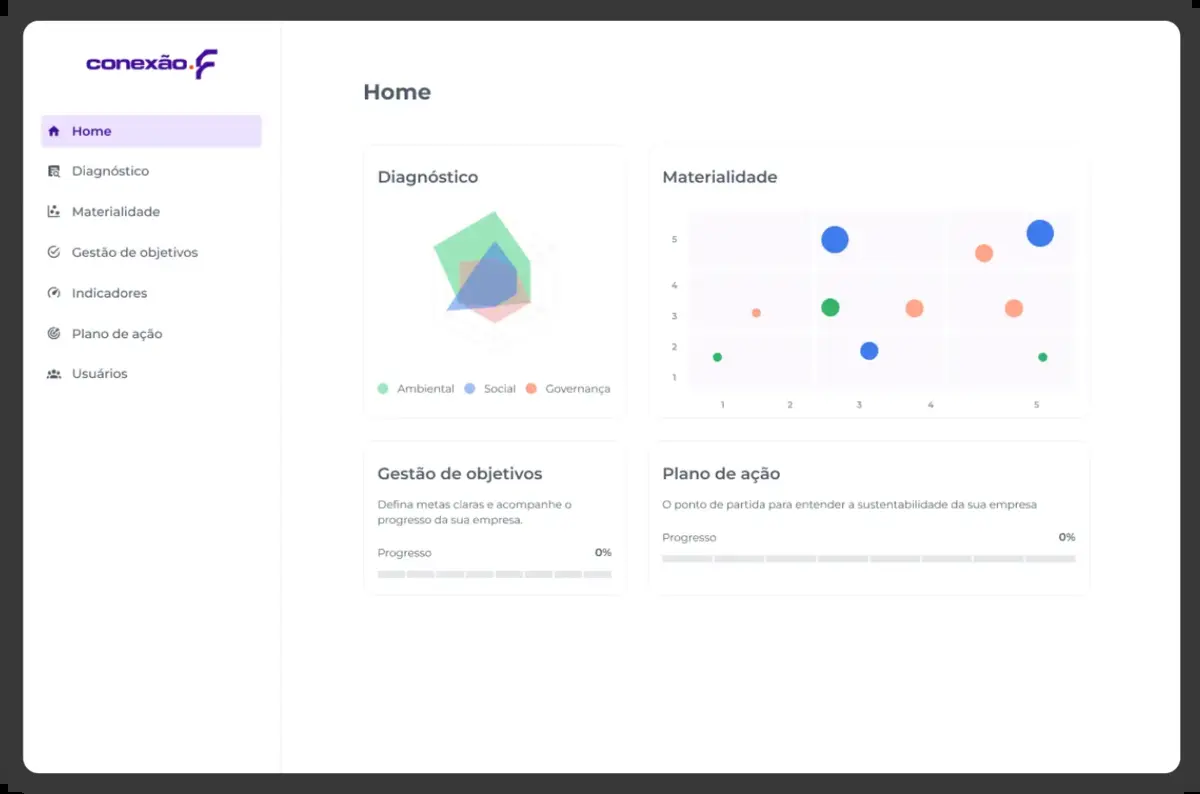 conexão.F
Home
Diagnóstico
Materialidade
Gestão de objetivos
Indicadores
Plano de ação
Usuários
Home
Diagnóstico
Ambiental
Social
Governança
Materialidade
5
4
3
2
1
1
2
3
4
5
Gestão de objetivos
Defina metas claras e acompanhe o
progresso da sua empresa.
Progresso 0%
Plano de ação
O ponto de partida para entender a sustentabilidade da sua empresa
Progresso 0%